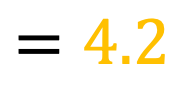 = 4.2